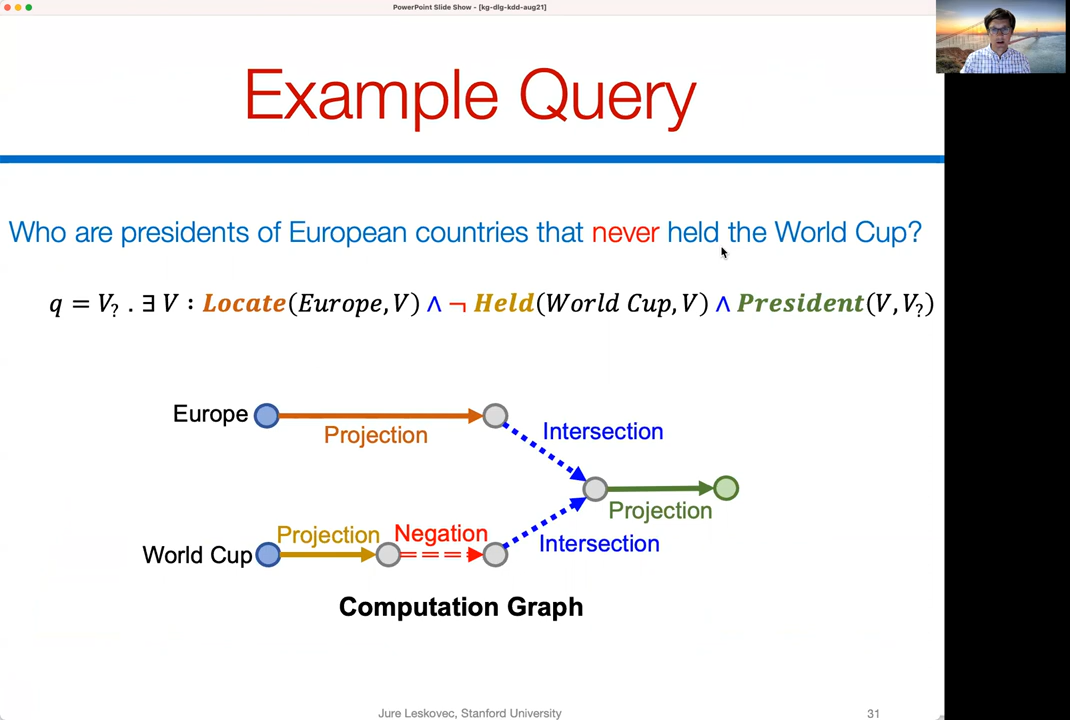 PowerPoint Slide Show - [kg-dlg-kdd-aug21]
Example Query
Who are presidents of European countries that never held the World Cup?
q = V? . ∃ V : Locate(Europe, V) ∧ ¬ Held(World Cup, V) ∧ President(V, V?)
Europe
Projection
Intersection
Projection
World Cup
Projection
Negation
Intersection
Computation Graph
Jure Leskovec, Stanford University
31